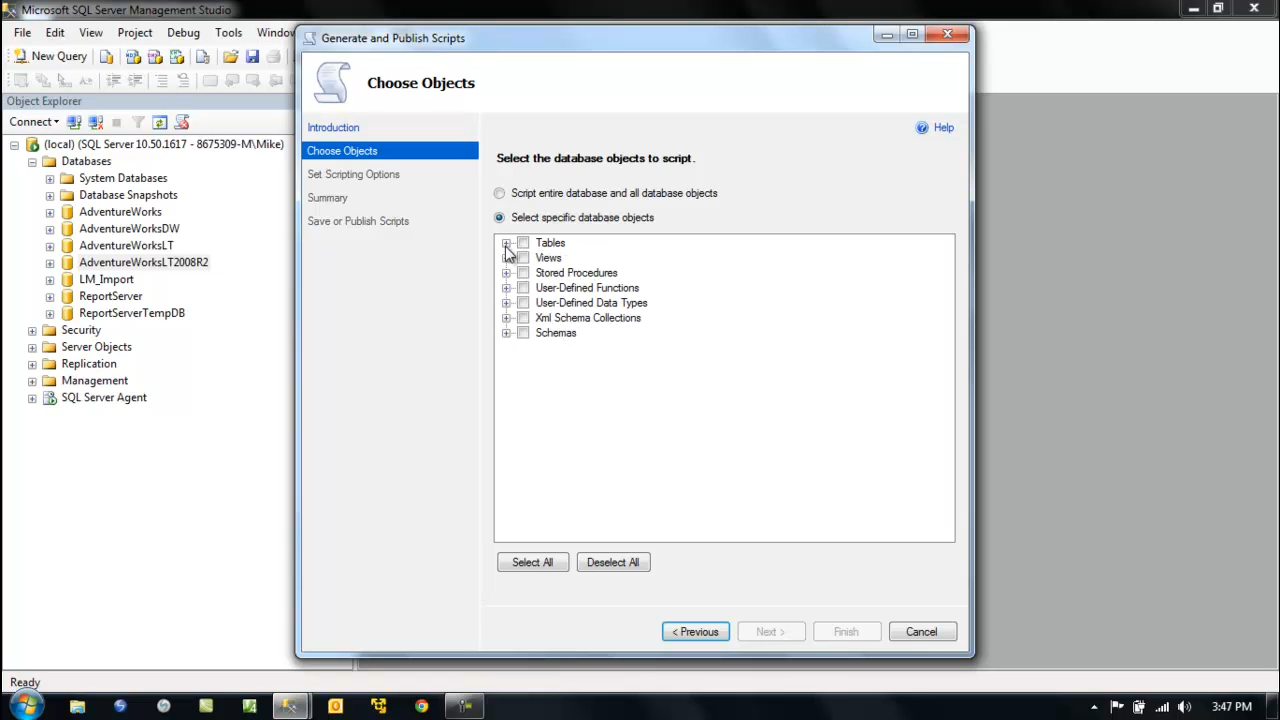 Microsoft SQL Server Management Studio
File Edit View Project Debug Tools Window
New Query
Object Explorer
Connect
(local) (SQL Server 10.50.1617 - 8675309-M\Mike)
Databases
System Databases
Database Snapshots
AdventureWorks
AdventureWorksDW
AdventureWorksLT
AdventureWorksLT2008R2
LM_Import
ReportServer
ReportServerTempDB
Security
Server Objects
Replication
Management
SQL Server Agent
Generate and Publish Scripts
Choose Objects
Introduction
Choose Objects
Set Scripting Options
Summary
Save or Publish Scripts
Help
Select the database objects to script.
Script entire database and all database objects
Select specific database objects
Tables
Views
Stored Procedures
User-Defined Functions
User-Defined Data Types
Xml Schema Collections
Schemas
Select All Deselect All
< Previous Next > Finish Cancel
Ready
3:47 PM